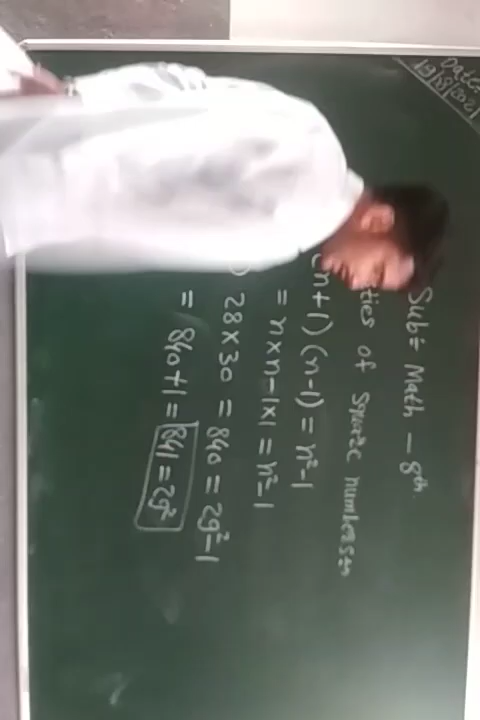 Date:
Sub= Math - 8th
ties of Square numbers:-
(n+1) (n-1) = n²-1
= n×n-1×1 = n²-1
) 28×30 = 840 = 29²-1
= 840+1 = 841 = 29²